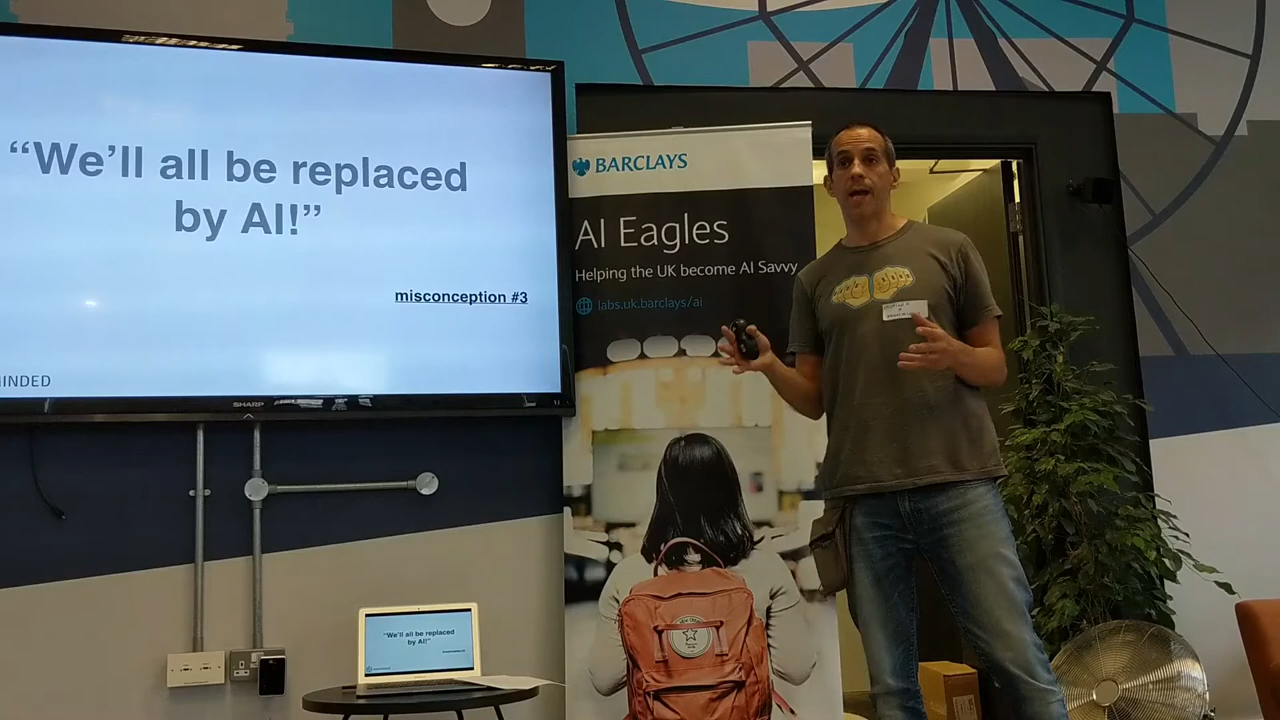 “We’ll all be replaced
by AI!”
misconception #3
INDED
SHARP
BARCLAYS
AI Eagles
Helping the UK become AI Savvy
labs.uk.barclays/ai
“We’ll all be replaced
by AI!”